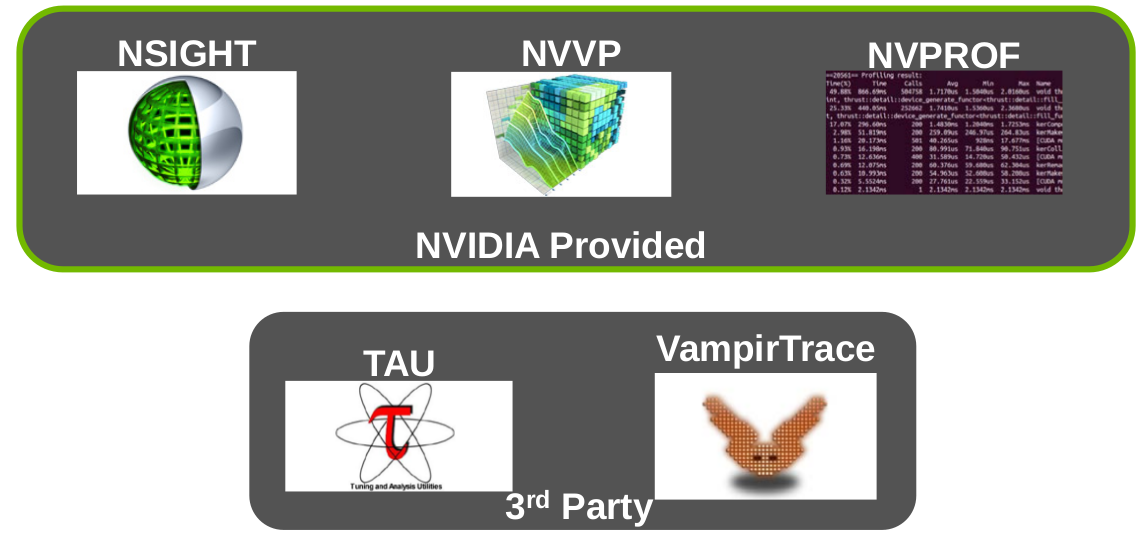 NSIGHT
NVVP
NVPROF
==20561== Profiling result:
Time(%) Time Calls Avg Min Max Name
49.88% 866.69ms 504758 1.7170us 1.5040us 2.0160us void th
int, thrust::detail::device_generate_functor<thrust::detail::fill_
25.33% 440.05ms 252662 1.7410us 1.5360us 2.3680us void th
t, thrust::detail::device_generate_functor<thrust::detail::fill_fu
17.07% 296.60ms 200 1.4830ms 1.2040ms 1.7253ms kerComp
2.98% 51.819ms 200 259.09us 246.97us 264.83us kerMake
1.16% 20.173ms 501 40.265us 928ns 17.677ms [CUDA m
0.93% 16.198ms 200 80.991us 71.840us 90.751us kerColl
0.73% 12.636ms 400 31.589us 14.720us 50.432us [CUDA m
0.69% 12.075ms 200 60.376us 59.680us 62.304us
0.63% 10.993ms 200 54.963us 52.608us 58.208us kerMake
0.32% 5.5524ms 200 27.761us 22.559us 33.152us [CUDA m
0.12% 2.1342ms 1 2.1342ms 2.1342ms 2.1342ms void th
NVIDIA Provided
TAU
VampirTrace
τ
Tuning and Analysis Utilities
3rd Party